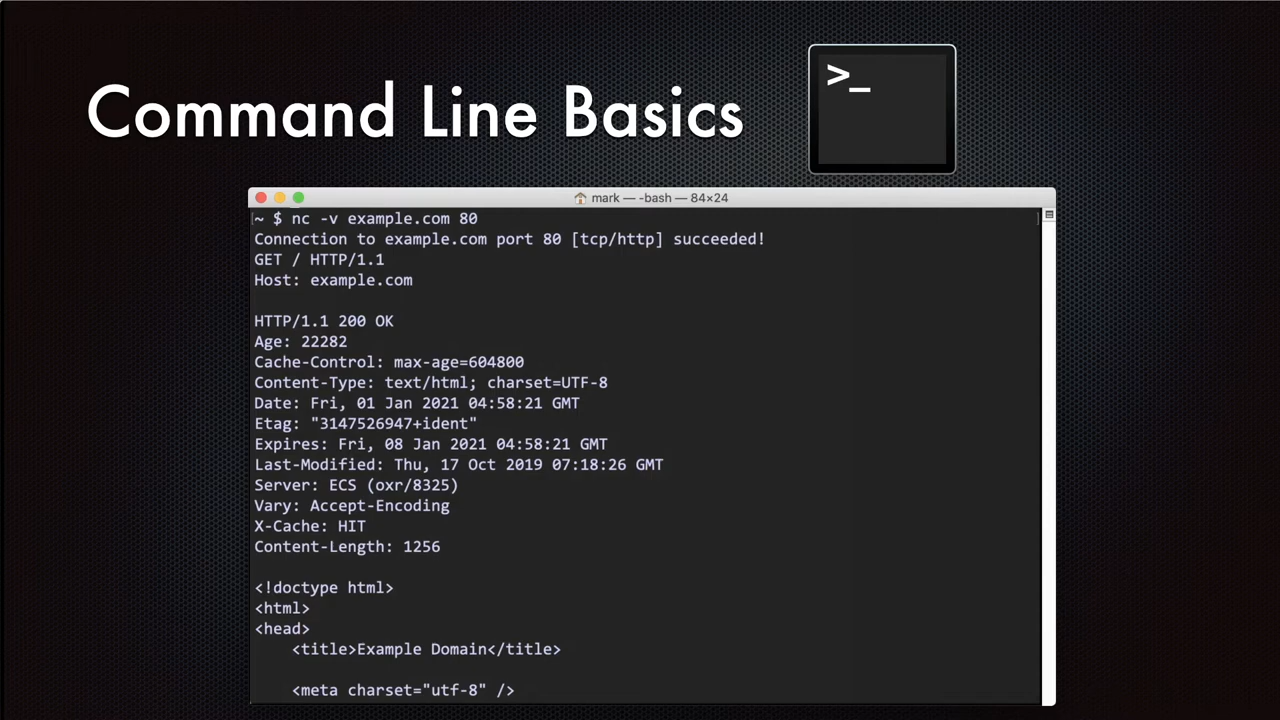 Command Line Basics
>_
mark — -bash — 84×24
~ $ nc -v example.com 80
Connection to example.com port 80 [tcp/http] succeeded!
GET / HTTP/1.1
Host: example.com
HTTP/1.1 200 OK
Age: 22282
Cache-Control: max-age=604800
Content-Type: text/html; charset=UTF-8
Date: Fri, 01 Jan 2021 04:58:21 GMT
Etag: "3147526947+ident"
Expires: Fri, 08 Jan 2021 04:58:21 GMT
Last-Modified: Thu, 17 Oct 2019 07:18:26 GMT
Server: ECS (oxr/8325)
Vary: Accept-Encoding
X-Cache: HIT
Content-Length: 1256
<!doctype html>
<html>
<head>
    <title>Example Domain</title>
    <meta charset="utf-8" />